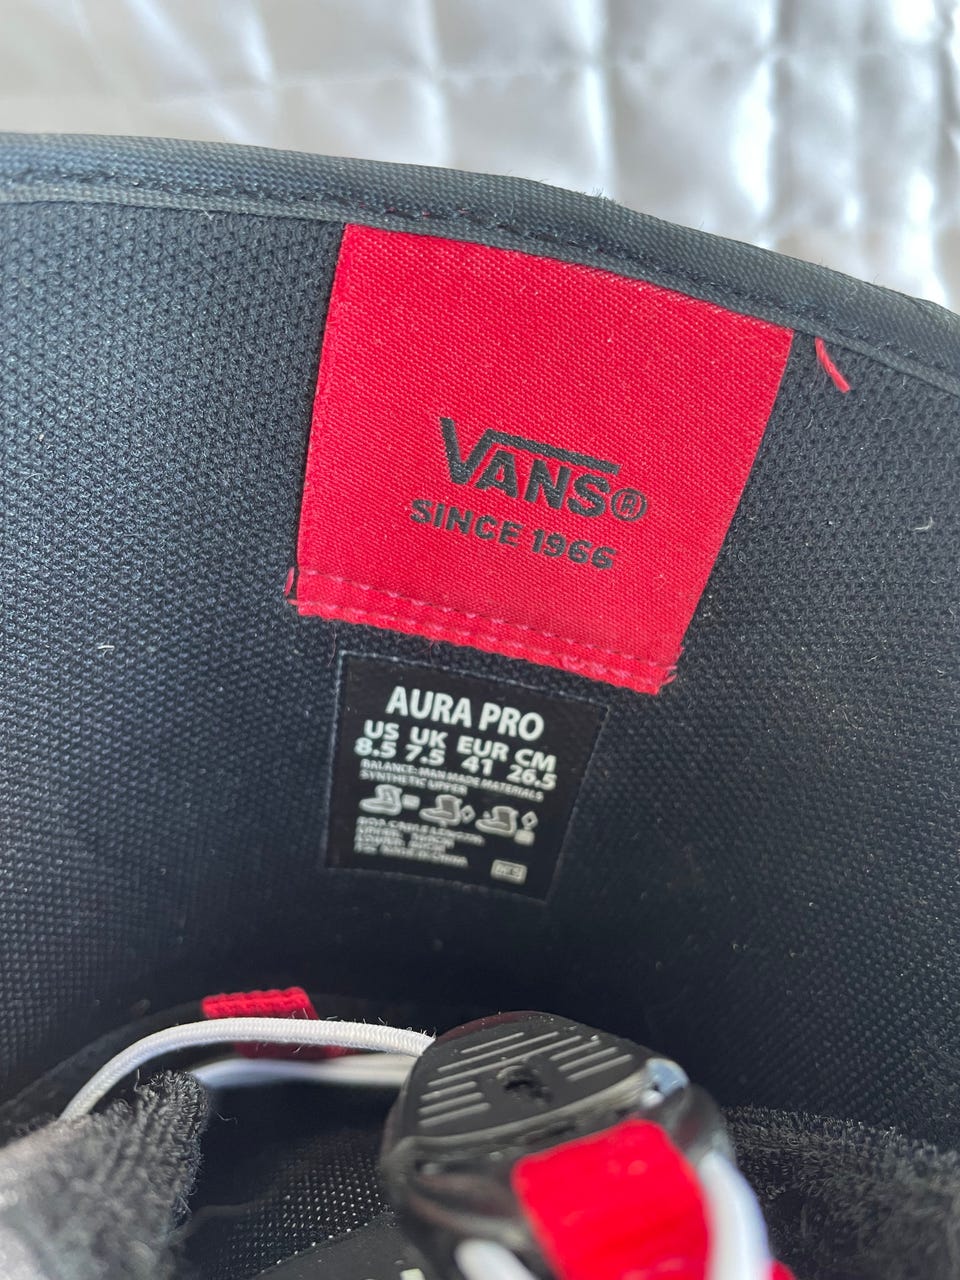 VANS®
SINCE 1966
AURA PRO
US UK EUR CM
8.5 7.5 41 26.5
BALANCE: MAN MADE MATERIALS
SYNTHETIC UPPER